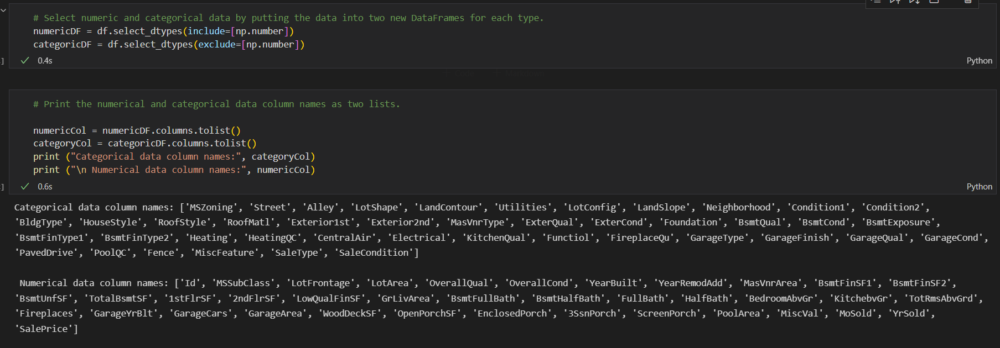 # Select numeric and categorical data by putting the data into two new DataFrames for each type.
numericDF = df.select_dtypes(include=[np.number])
categoricDF = df.select_dtypes(exclude=[np.number])
]
0.4s
Python
# Print the numerical and categorical data column names as two lists.
numericCol = numericDF.columns.tolist()
categoryCol = categoricDF.columns.tolist()
print ("Categorical data column names:", categoryCol)
print ("\n Numerical data column names:", numericCol)
]
0.6s
Python
Categorical data column names: ['MSZoning', 'Street', 'Alley', 'LotShape', 'LandContour', 'Utilities', 'LotConfig', 'LandSlope', 'Neighborhood', 'Condition1', 'Condition2',
'BldgType', 'HouseStyle', 'RoofStyle', 'RoofMatl', 'Exterior1st', 'Exterior2nd', 'MasVnrType', 'ExterQual', 'ExterCond', 'Foundation', 'BsmtQual', 'BsmtCond', 'BsmtExposure',
'BsmtFinType1', 'BsmtFinType2', 'Heating', 'HeatingQC', 'CentralAir', 'Electrical', 'KitchenQual', 'Functiol', 'FireplaceQu', 'GarageType', 'GarageFinish', 'GarageQual', 'GarageCond',
'PavedDrive', 'PoolQC', 'Fence', 'MiscFeature', 'SaleType', 'SaleCondition']
Numerical data column names: ['Id', 'MSSubClass', 'LotFrontage', 'LotArea', 'OverallQual', 'OverallCond', 'YearBuilt', 'YearRemodAdd', 'MasVnrArea', 'BsmtFinSF1', 'BsmtFinSF2',
'BsmtUnfSF', 'TotalBsmtSF', '1stFlrSF', '2ndFlrSF', 'LowQualFinSF', 'GrLivArea', 'BsmtFullBath', 'BsmtHalfBath', 'FullBath', 'HalfBath', 'BedroomAbvGr', 'KitchebvGr', 'TotRmsAbvGrd',
'Fireplaces', 'GarageYrBlt', 'GarageCars', 'GarageArea', 'WoodDeckSF', 'OpenPorchSF', 'EnclosedPorch', '3SsnPorch', 'ScreenPorch', 'PoolArea', 'MiscVal', 'MoSold', 'YrSold',
'SalePrice']